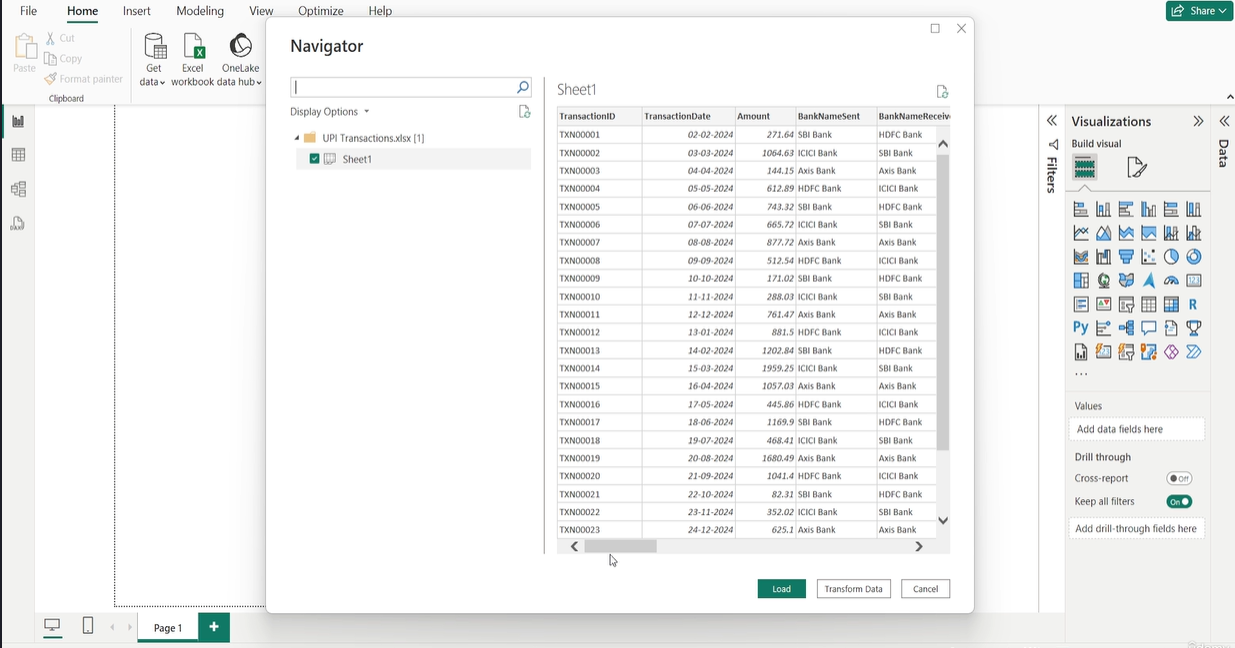 File Home Insert Modeling View Optimize Help Share
Paste
Cut
Copy
Format painter
Clipboard
Get data
Excel workbook
OneLake data hub
Navigator
Display Options
UPI Transactions.xlsx [1]
Sheet1
Sheet1
TransactionID TransactionDate Amount BankNameSent BankNameReceiv
TXN00001 02-02-2024 271.64 SBI Bank HDFC Bank
TXN00002 03-03-2024 1064.63 ICICI Bank SBI Bank
TXN00003 04-04-2024 144.15 Axis Bank Axis Bank
TXN00004 05-05-2024 612.89 HDFC Bank ICICI Bank
TXN00005 06-06-2024 743.32 SBI Bank HDFC Bank
TXN00006 07-07-2024 665.72 ICICI Bank SBI Bank
TXN00007 08-08-2024 877.72 Axis Bank Axis Bank
TXN00008 09-09-2024 512.54 HDFC Bank ICICI Bank
TXN00009 10-10-2024 171.02 SBI Bank HDFC Bank
TXN00010 11-11-2024 288.03 ICICI Bank SBI Bank
TXN00011 12-12-2024 761.47 Axis Bank Axis Bank
TXN00012 13-01-2024 881.5 HDFC Bank ICICI Bank
TXN00013 14-02-2024 1202.84 SBI Bank HDFC Bank
TXN00014 15-03-2024 1959.25 ICICI Bank SBI Bank
TXN00015 16-04-2024 1057.03 Axis Bank Axis Bank
TXN00016 17-05-2024 445.86 HDFC Bank ICICI Bank
TXN00017 18-06-2024 1169.9 SBI Bank HDFC Bank
TXN00018 19-07-2024 468.41 ICICI Bank SBI Bank
TXN00019 20-08-2024 1680.49 Axis Bank Axis Bank
TXN00020 21-09-2024 1041.4 HDFC Bank ICICI Bank
TXN00021 22-10-2024 82.31 SBI Bank HDFC Bank
TXN00022 23-11-2024 352.02 ICICI Bank SBI Bank
TXN00023 24-12-2024 625.1 Axis Bank Axis Bank
Load Transform Data Cancel
Filters
Visualizations
Build visual
123
R
Py
...
Values
Add data fields here
Drill through
Cross-report Off
Keep all filters On
Add drill-through fields here
Data
Page 1 +